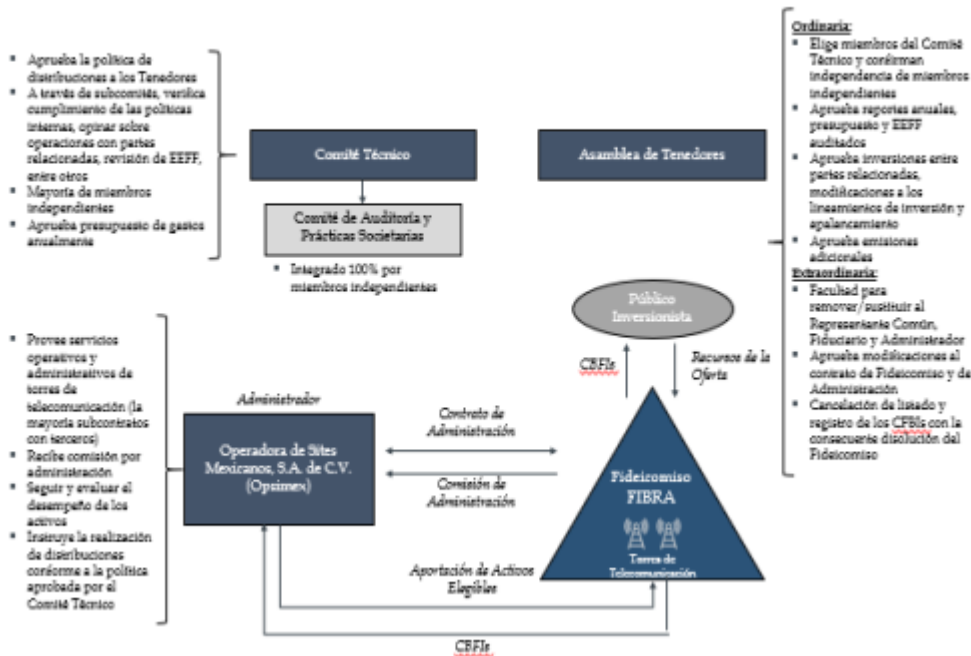 Aprueba la política de
distribuciones a los Tenedores
A través de subcomités, verifica
cumplimiento de las políticas
internas, opinar sobre
operaciones con partes
relacionadas, revisión de EEFF,
entre otros
Mayoría de miembros
independientes
Aprueba presupuesto de gastos
anualmente
Comité Técnico
Comité de Auditoría y
Prácticas Societarias
Integrado 100% por
miembros independientes
Asamblea de Tenedores
Ordinaria:
Elige miembros del Comité
Técnico y confirman
independencia de miembros
independientes
Aprueba reportes anuales,
presupuesto y EEFF
auditados
Aprueba inversiones entre
partes relacionadas,
modificaciones a los
lineamientos de inversión y
apalancamiento
Aprueba emisiones
adicionales
Extraordinaria:
Facultad para
remover/sustituir al
Representante Común,
Fiduciario y Administrador
Aprueba modificaciones al
contrato de Fideicomiso y de
Administración
Cancelación de listado y
registro de los CFBIs con la
consecuente disolución del
Fideicomiso
Público
Inversionista
CBFIs
Recursos de la
Oferta
Provee servicios
operativos y
administrativos de
torres de
telecomunicación (la
mayoría subcontratos
con terceros)
Recibe comisión por
administración
Seguir y evaluar el
desempeño de los
activos
Instruye la realización
de distribuciones
conforme a la política
aprobada por el
Comité Técnico
Administrador
Operadora de Sites
Mexicanos, S.A. de C.V.
(Opsimex)
Contrato de
Administración
Comisión de
Administración
Fideicomiso
FIBRA
Torres de
Telecomunicación
Aportación de Activos
Elegibles
CBFIs